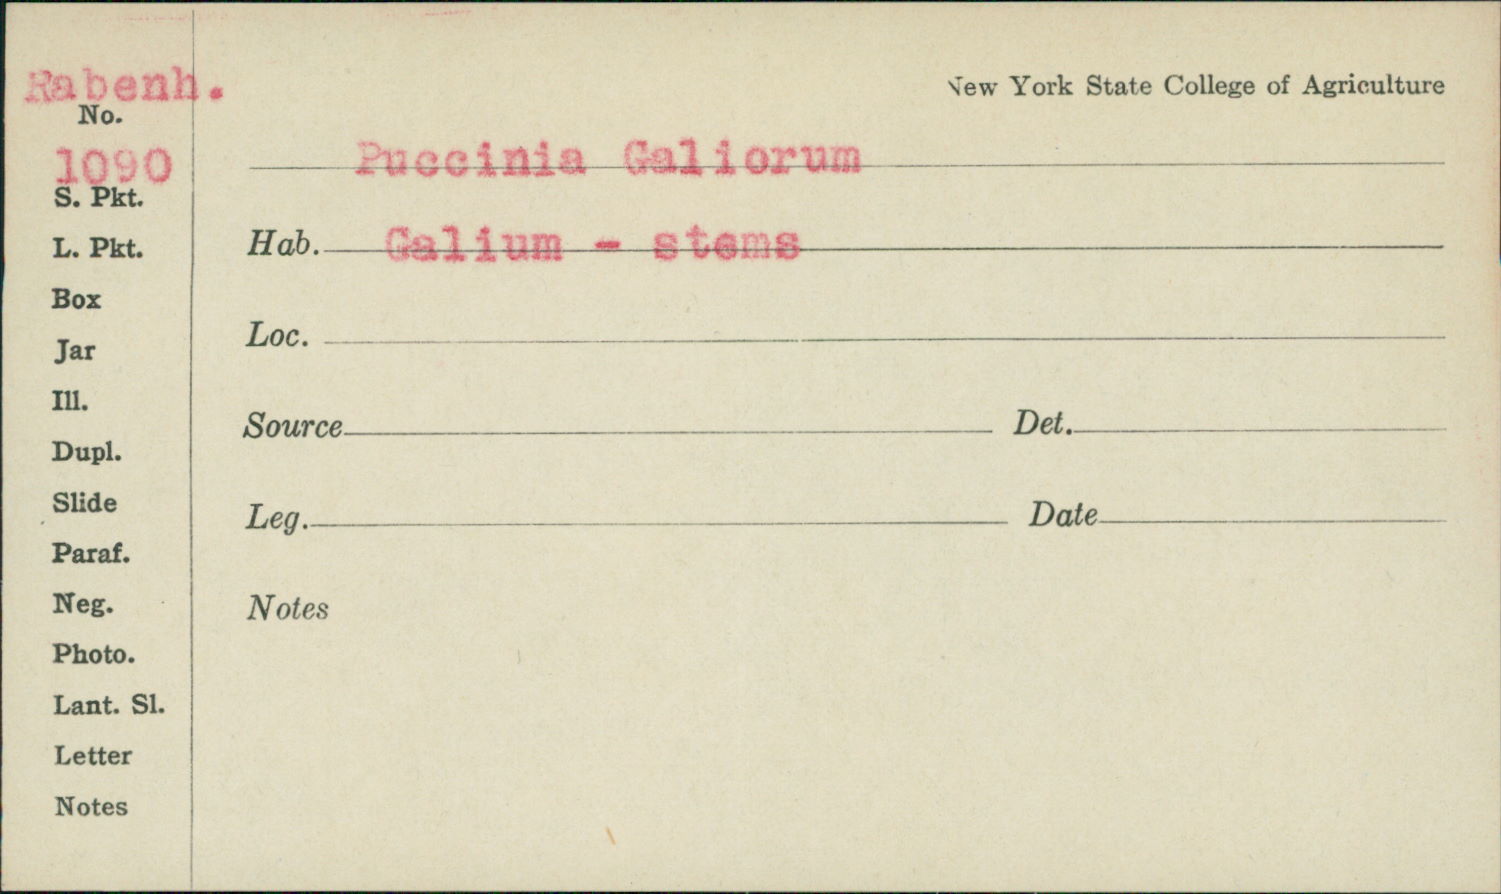 Rabenh.
New York State College of Agriculture
No.
1090
Puccinia Galiorum
S. Pkt.
Hab. Galium - stems
L. Pkt.
Box
Loc.
Jar
Ill.
Source Det.
Dupl.
Slide
Leg. Date
Paraf.
Neg.
Notes
Photo.
Lant. Sl.
Letter
Notes